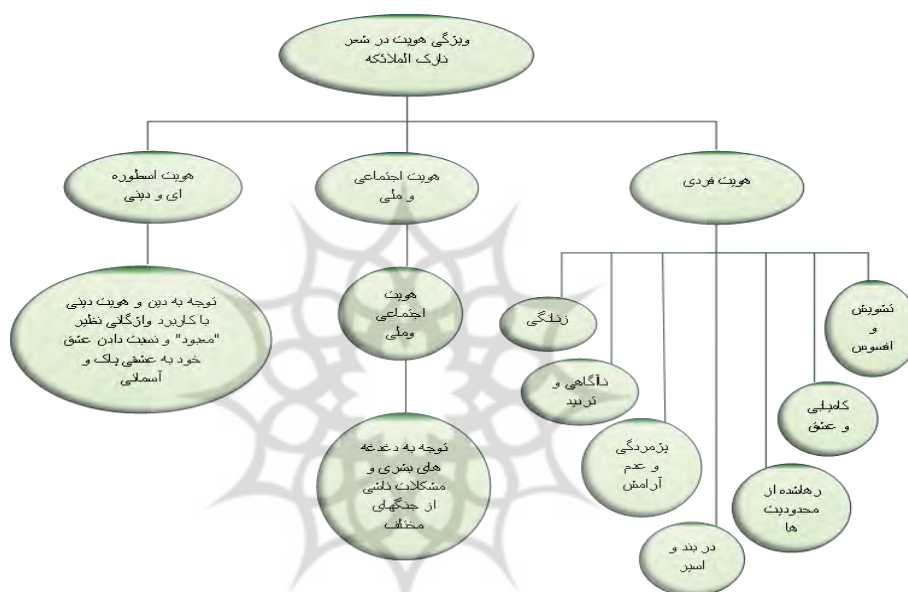 ویژگی هویت در شعر
نازک الملائکه
هویت فردی
هویت اجتماعی
و ملی
هویت اسطوره
ای و دینی
تشویش
و
افسوس
کامیابی
و عشق
رهاشده از
محدودیت
ها
در بند و
اسیر
پژمردگی
و عدم
آرامش
ناآگاهی و
تردید
زنانگی
هویت
اجتماعی
وملی
توجه به دغدغه
های بشری و
مشکلات ناشی
از جنگهای
مختلف
توجه به دین و هویت دینی
با کاربرد واژگانی نظیر
"معبود" و نسبت دادن عشق
خود به عشقی پاک و
آسمانی